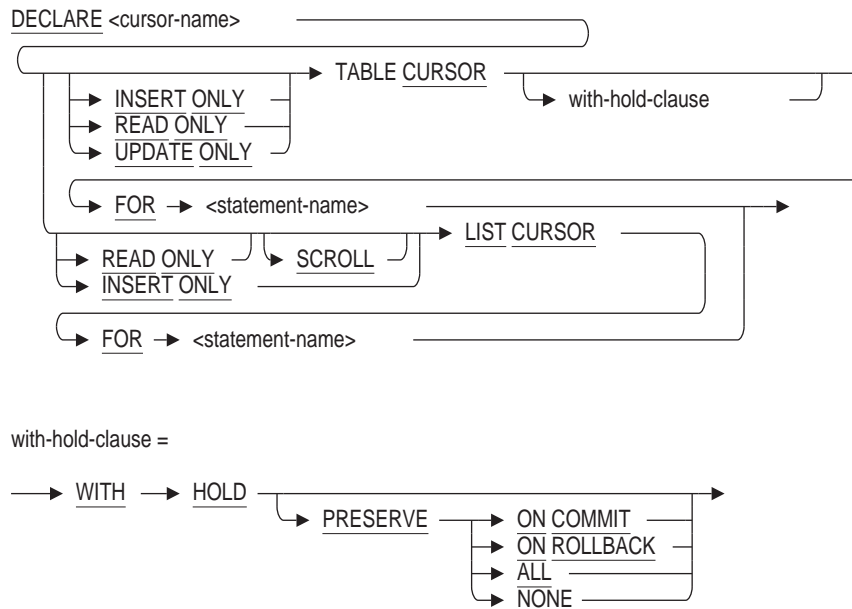 DECLARE <cursor-name>
TABLE CURSOR
INSERT ONLY
with-hold-clause
READ ONLY
UPDATE ONLY
FOR <statement-name>
LIST CURSOR
READ ONLY SCROLL
INSERT ONLY
FOR <statement-name>
with-hold-clause =
WITH HOLD
PRESERVE ON COMMIT
ON ROLLBACK
ALL
NONE